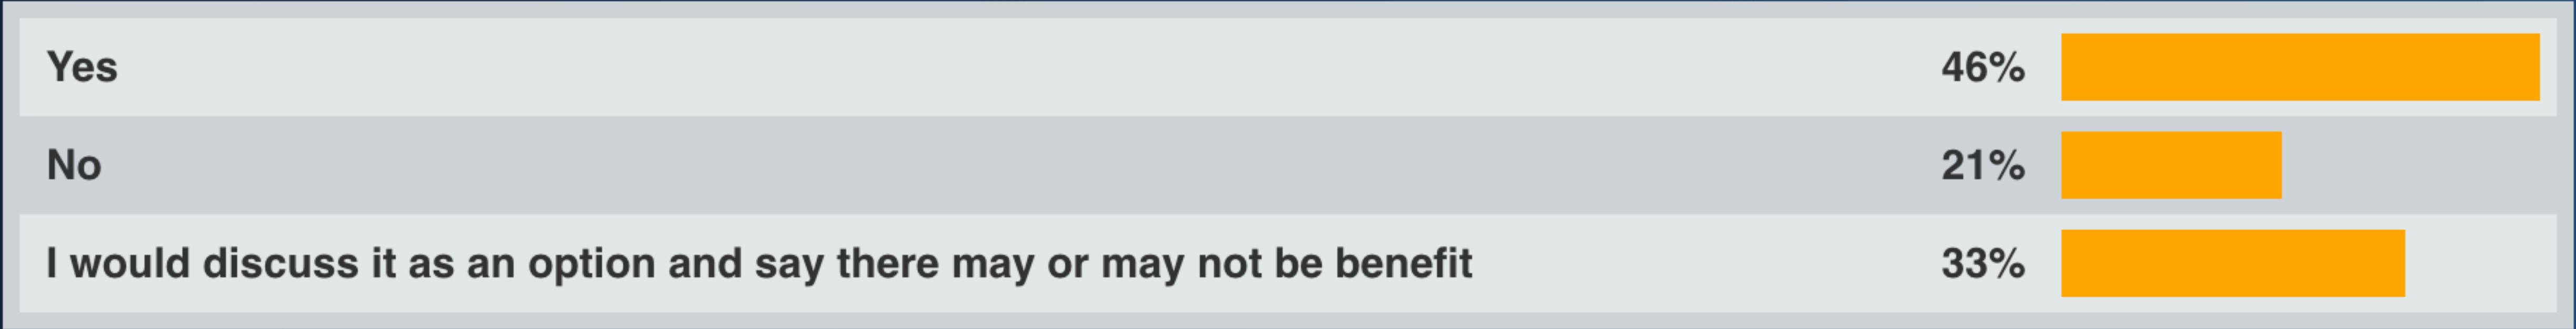 Yes 46%
No 21%
I would discuss it as an option and say there may or may not be benefit 33%